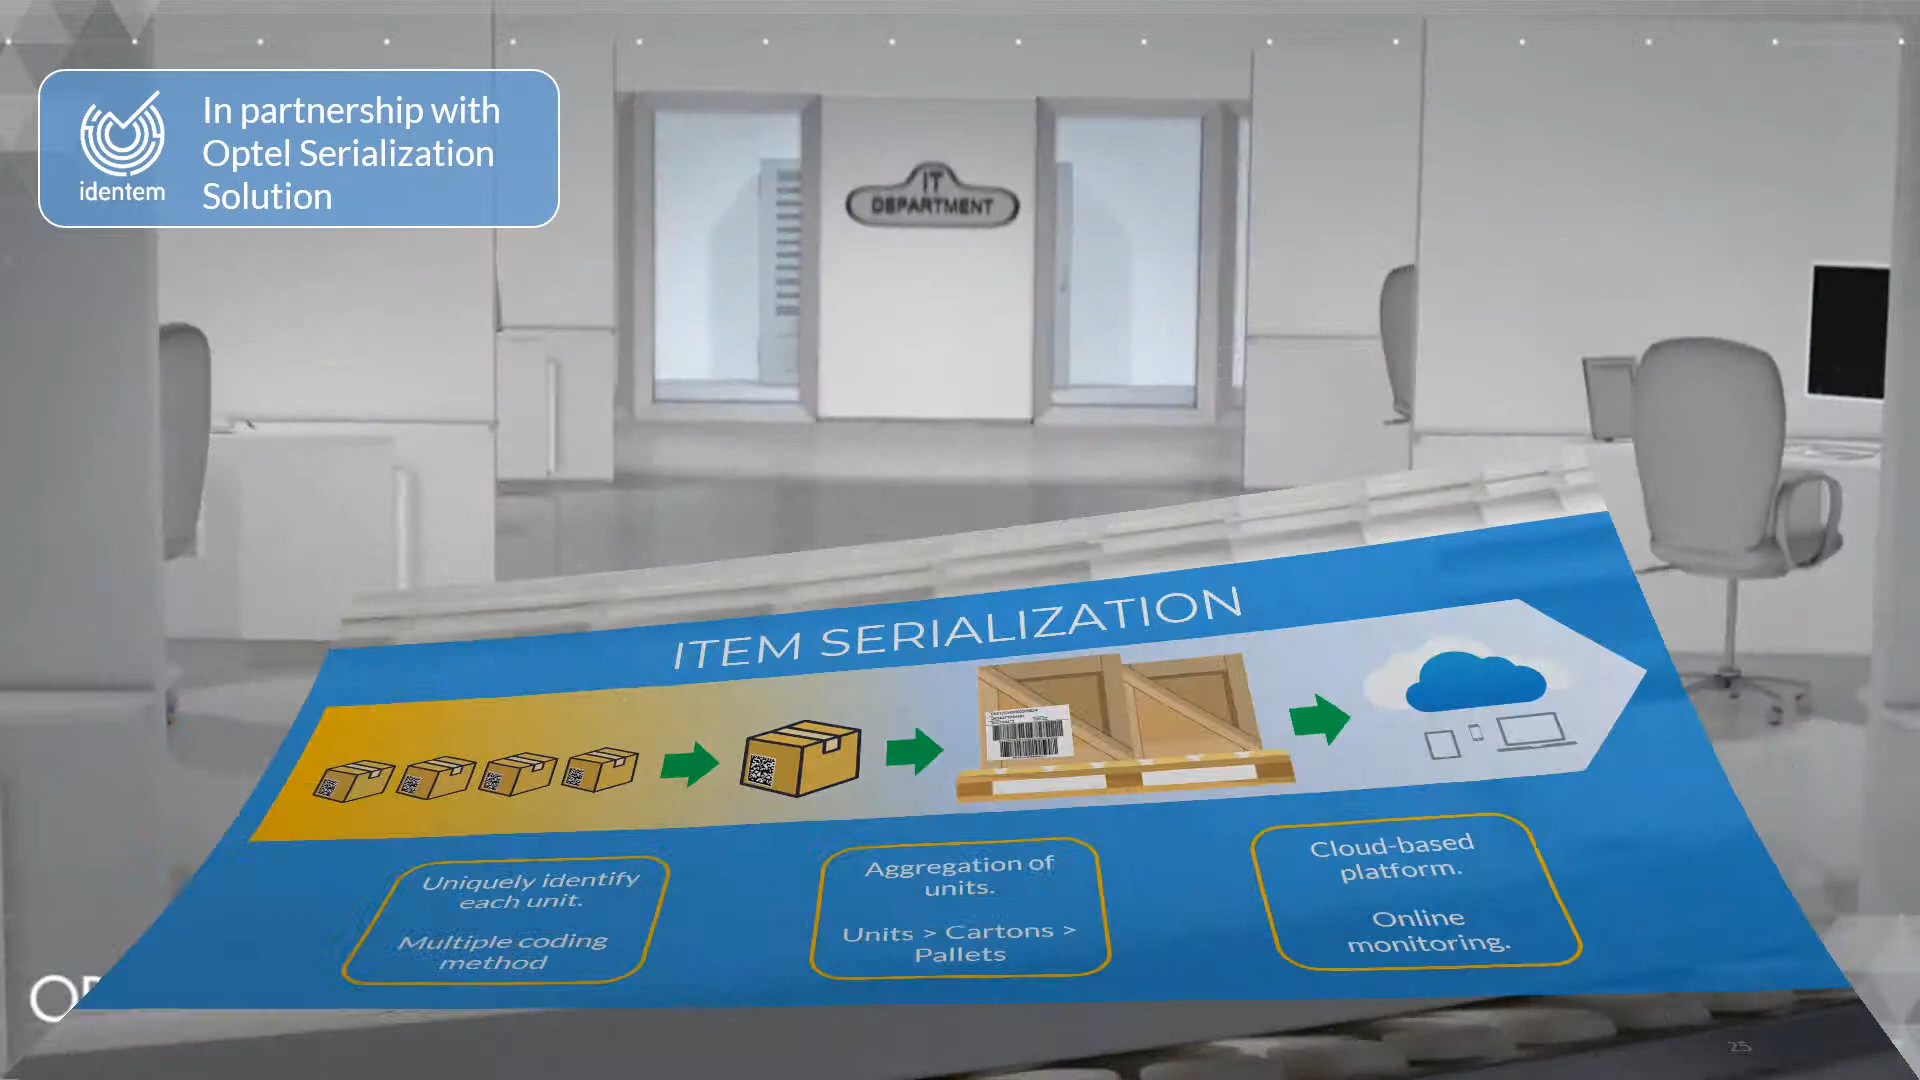 identem
In partnership with
Optel Serialization
Solution
IT
DEPARTMENT
ITEM SERIALIZATION
Uniquely identify
each unit.
Multiple coding
method
Aggregation of
units.
Units > Cartons >
Pallets
Cloud-based
platform.
Online
monitoring.
25